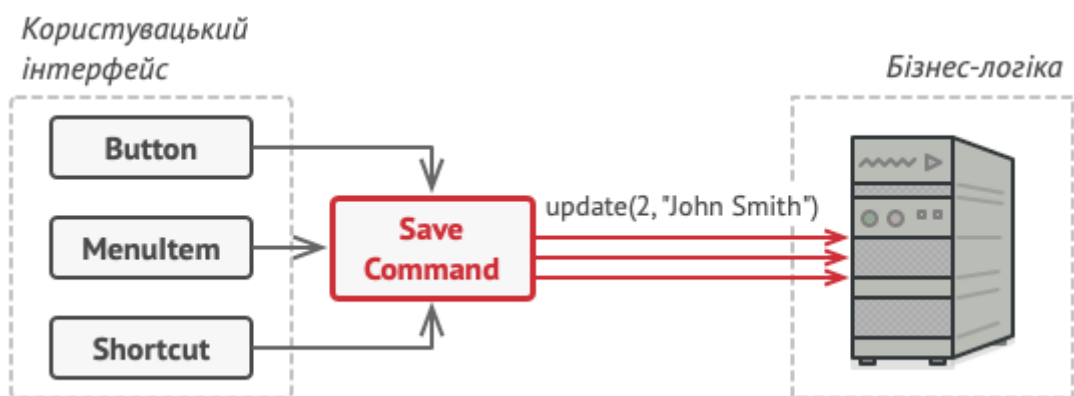 Користувацький
інтерфейс
Бізнес-логіка
Button
MenuItem
Shortcut
Save
Command
update(2, "John Smith")